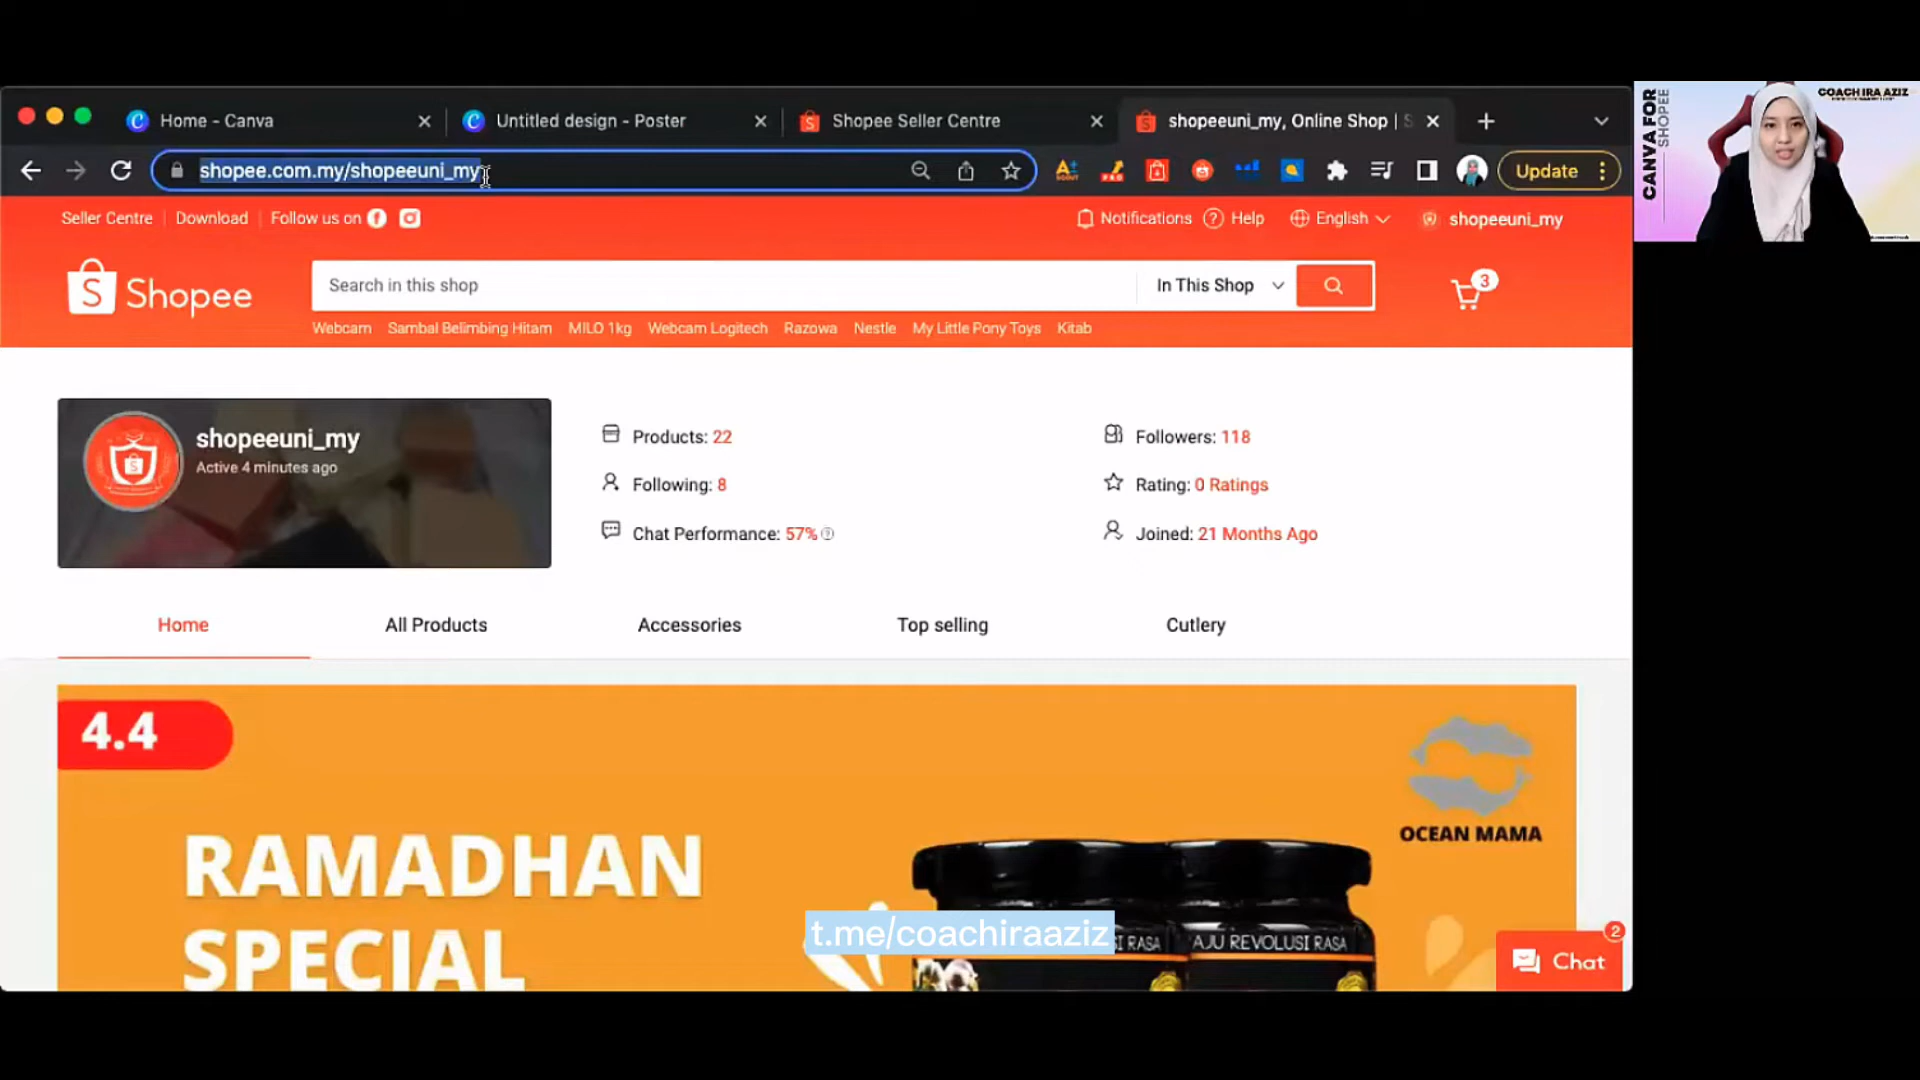 Home - Canva
Untitled design - Poster
Shopee Seller Centre
shopeeuni_my, Online Shop | S
shopee.com.my/shopeeuni_my
Update
Seller Centre
Download
Follow us on
Notifications
Help
English
shopeeuni_my
Shopee
Search in this shop
In This Shop
3
Webcam
Sambal Belimbing Hitam
MILO 1kg
Webcam Logitech
Razowa
Nestle
My Little Pony Toys
Kitab
shopeeuni_my
Active 4 minutes ago
Products: 22
Following: 8
Chat Performance: 57%
Followers: 118
Rating: 0 Ratings
Joined: 21 Months Ago
Home
All Products
Accessories
Top selling
Cutlery
4.4
RAMADHAN
SPECIAL
OCEAN MAMA
SI RASA
AJU REVOLUSI RASA
t.me/coachiraaziz
2
Chat
CANVA FOR
SHOPEE
COACH IRA AZIZ